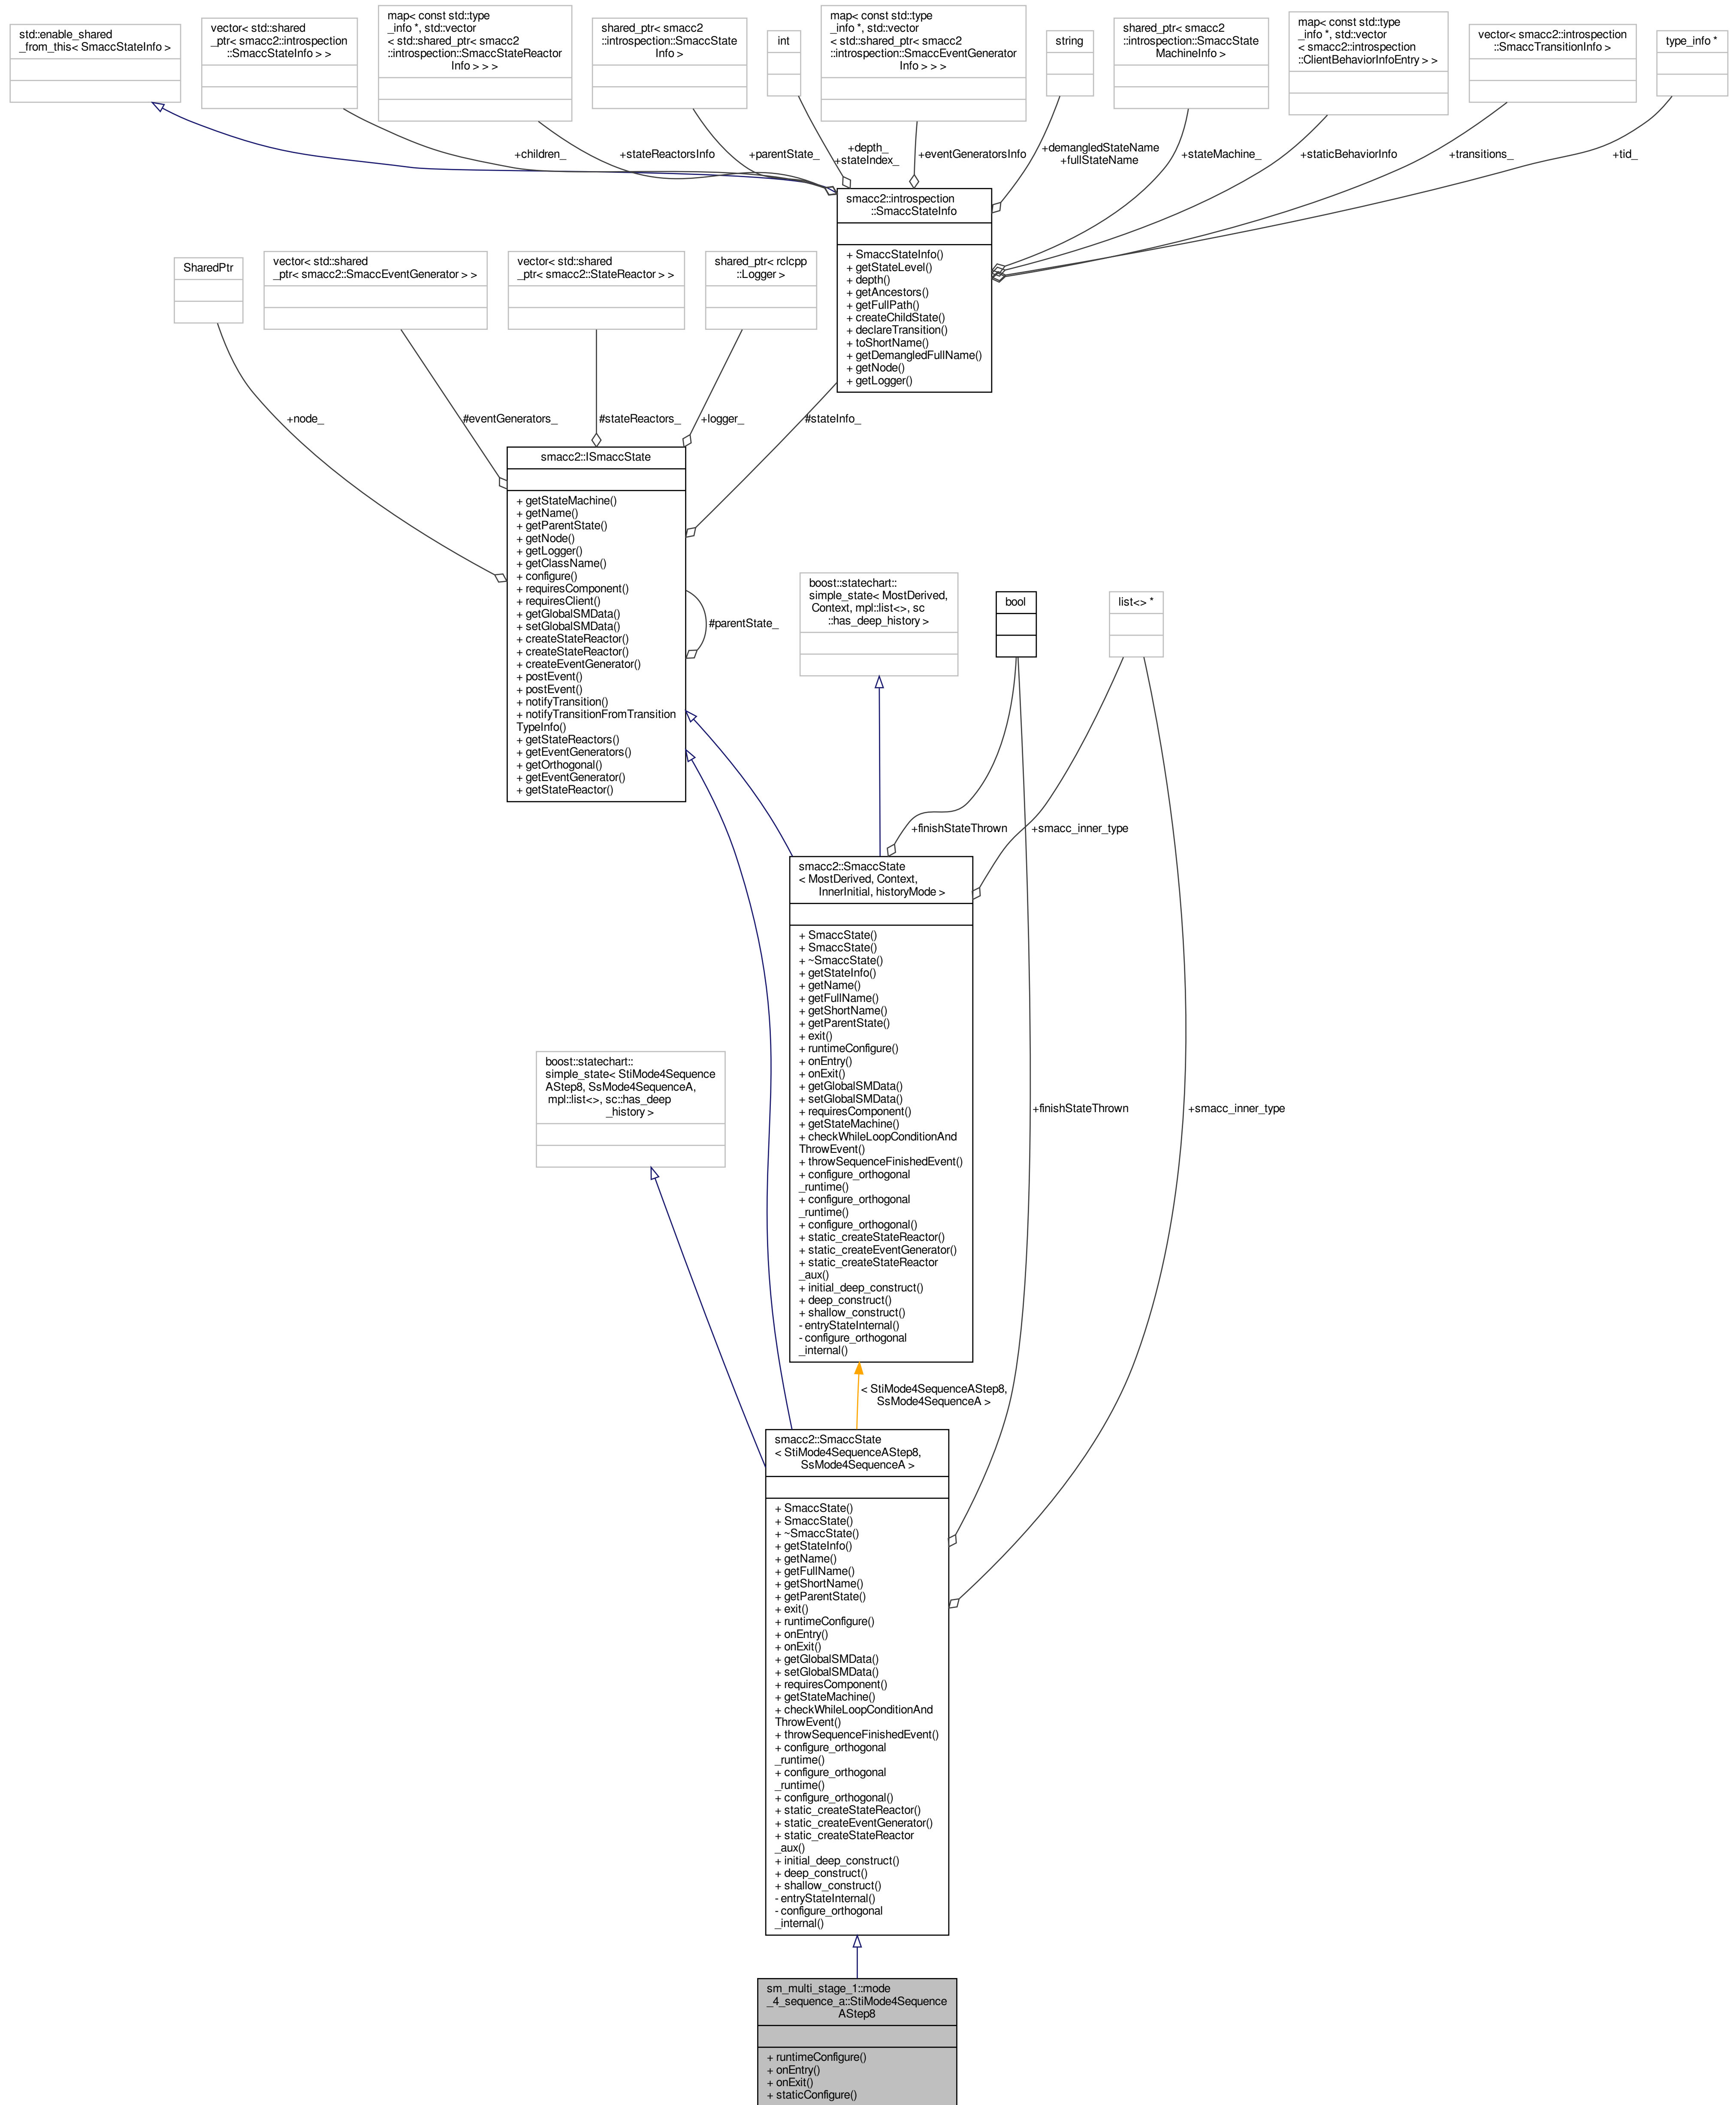 std::enable_shared
_from_this< SmaccStateInfo >
vector< std::shared
_ptr< smacc2::introspection
::SmaccStateInfo > >
map< const std::type
_info *, std::vector
< std::shared_ptr< smacc2
::introspection::SmaccStateReactor
Info > > >
shared_ptr< smacc2
::introspection::SmaccState
Info >
int
map< const std::type
_info *, std::vector
< std::shared_ptr< smacc2
::introspection::SmaccEventGenerator
Info > > >
string
shared_ptr< smacc2
::introspection::SmaccState
MachineInfo >
map< const std::type
_info *, std::vector
< smacc2::introspection
::ClientBehaviorInfoEntry > >
vector< smacc2::introspection
::SmaccTransitionInfo >
type_info *
+children_
+stateReactorsInfo
+parentState_
+depth_
+stateIndex_
+eventGeneratorsInfo
+demangledStateName
+fullStateName
+stateMachine_
+staticBehaviorInfo
+transitions_
+tid_
smacc2::introspection
::SmaccStateInfo
+ SmaccStateInfo()
+ getStateLevel()
+ depth()
+ getAncestors()
+ getFullPath()
+ createChildState()
+ declareTransition()
+ toShortName()
+ getDemangledFullName()
+ getNode()
+ getLogger()
SharedPtr
vector< std::shared
_ptr< smacc2::SmaccEventGenerator > >
vector< std::shared
_ptr< smacc2::StateReactor > >
shared_ptr< rclcpp
::Logger >
+node_
#eventGenerators_
#stateReactors_
+logger_
#stateInfo_
smacc2::ISmaccState
+ getStateMachine()
+ getName()
+ getParentState()
+ getNode()
+ getLogger()
+ getClassName()
+ configure()
+ requiresComponent()
+ requiresClient()
+ getGlobalSMData()
+ setGlobalSMData()
+ createStateReactor()
+ createStateReactor()
+ createEventGenerator()
+ postEvent()
+ postEvent()
+ notifyTransition()
+ notifyTransitionFromTransition
TypeInfo()
+ getStateReactors()
+ getEventGenerators()
+ getOrthogonal()
+ getEventGenerator()
+ getStateReactor()
#parentState_
boost::statechart::
simple_state< MostDerived,
Context, mpl::list<>, sc
::has_deep_history >
bool
list<> *
+finishStateThrown
+smacc_inner_type
smacc2::SmaccState
< MostDerived, Context,
InnerInitial, historyMode >
+ SmaccState()
+ SmaccState()
+ ~SmaccState()
+ getStateInfo()
+ getName()
+ getFullName()
+ getShortName()
+ getParentState()
+ exit()
+ runtimeConfigure()
+ onEntry()
+ onExit()
+ getGlobalSMData()
+ setGlobalSMData()
+ requiresComponent()
+ getStateMachine()
+ checkWhileLoopConditionAnd
ThrowEvent()
+ throwSequenceFinishedEvent()
+ configure_orthogonal
_runtime()
+ configure_orthogonal
_runtime()
+ configure_orthogonal()
+ static_createStateReactor()
+ static_createEventGenerator()
+ static_createStateReactor
_aux()
+ initial_deep_construct()
+ deep_construct()
+ shallow_construct()
- entryStateInternal()
- configure_orthogonal
_internal()
boost::statechart::
simple_state< StiMode4Sequence
AStep8, SsMode4SequenceA,
mpl::list<>, sc::has_deep
_history >
+finishStateThrown
+smacc_inner_type
< StiMode4SequenceAStep8,
SsMode4SequenceA >
smacc2::SmaccState
< StiMode4SequenceAStep8,
SsMode4SequenceA >
+ SmaccState()
+ SmaccState()
+ ~SmaccState()
+ getStateInfo()
+ getName()
+ getFullName()
+ getShortName()
+ getParentState()
+ exit()
+ runtimeConfigure()
+ onEntry()
+ onExit()
+ getGlobalSMData()
+ setGlobalSMData()
+ requiresComponent()
+ getStateMachine()
+ checkWhileLoopConditionAnd
ThrowEvent()
+ throwSequenceFinishedEvent()
+ configure_orthogonal
_runtime()
+ configure_orthogonal
_runtime()
+ configure_orthogonal()
+ static_createStateReactor()
+ static_createEventGenerator()
+ static_createStateReactor
_aux()
+ initial_deep_construct()
+ deep_construct()
+ shallow_construct()
- entryStateInternal()
- configure_orthogonal
_internal()
sm_multi_stage_1::mode
_4_sequence_a::StiMode4Sequence
AStep8
+ runtimeConfigure()
+ onEntry()
+ onExit()
+ staticConfigure()